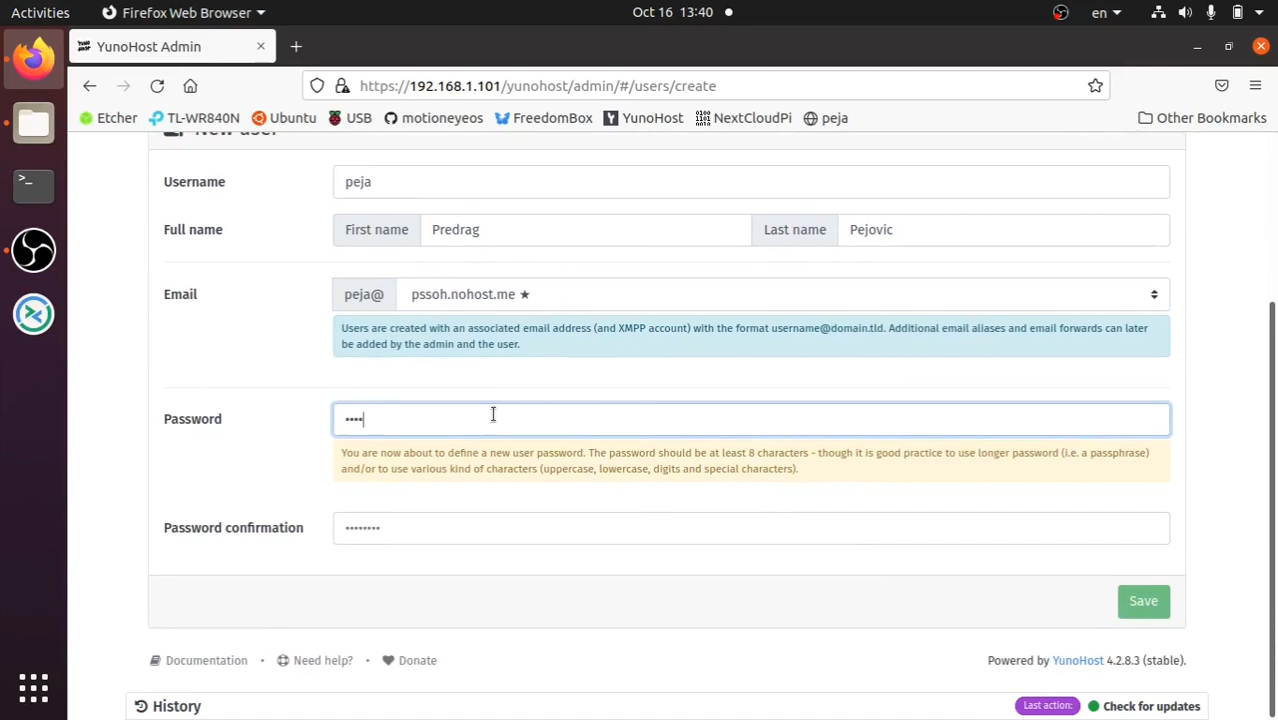 Activities Firefox Web Browser Oct 16 13:40 en
YunoHost Admin
https://192.168.1.101/yunohost/admin/#/users/create
Etcher TL-WR840N Ubuntu USB motioneyeos FreedomBox YunoHost NextCloudPi peja Other Bookmarks
New user
Username peja
Full name First name Predrag Last name Pejovic
Email peja@ pssoh.nohost.me ★
Users are created with an associated email address (and XMPP account) with the format username@domain.tld. Additional email aliases and email forwards can later
be added by the admin and the user.
Password ••••
You are now about to define a new user password. The password should be at least 8 characters - though it is good practice to use longer password (i.e. a passphrase)
and/or to use various kind of characters (uppercase, lowercase, digits and special characters).
Password confirmation ••••••••
Save
Documentation • Need help? • Donate Powered by YunoHost 4.2.8.3 (stable).
History Last action: Check for updates